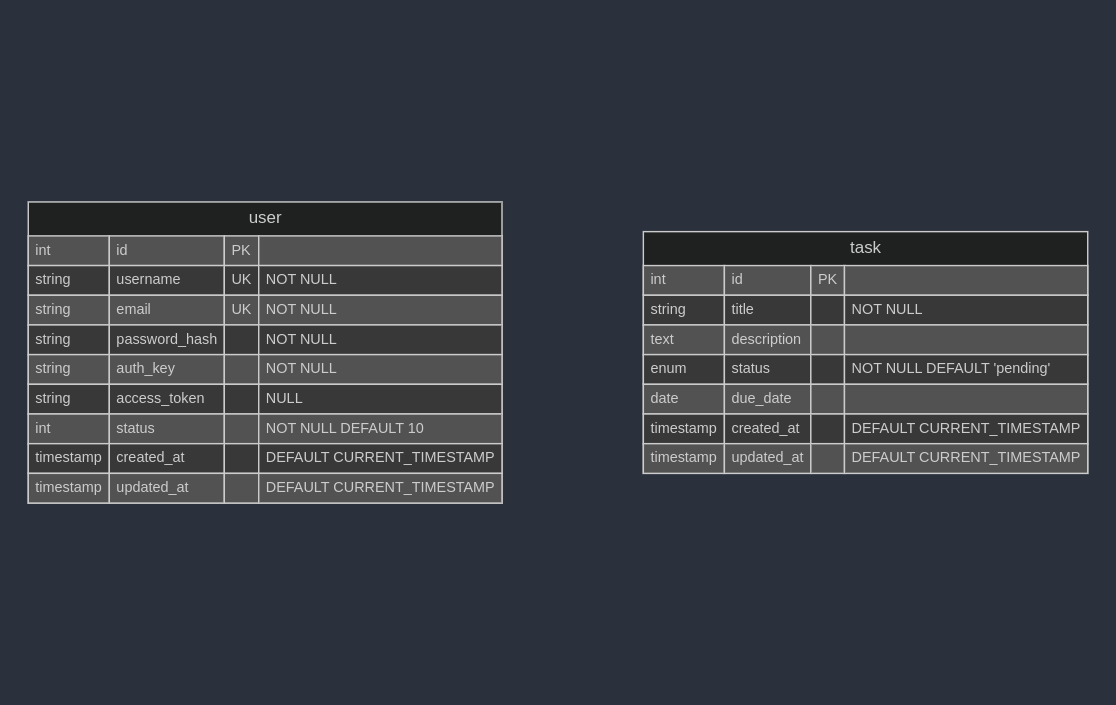 user
int id PK
string username UK NOT NULL
string email UK NOT NULL
string password_hash NOT NULL
string auth_key NOT NULL
string access_token NULL
int status NOT NULL DEFAULT 10
timestamp created_at DEFAULT CURRENT_TIMESTAMP
timestamp updated_at DEFAULT CURRENT_TIMESTAMP
task
int id PK
string title NOT NULL
text description
enum status NOT NULL DEFAULT 'pending'
date due_date
timestamp created_at DEFAULT CURRENT_TIMESTAMP
timestamp updated_at DEFAULT CURRENT_TIMESTAMP